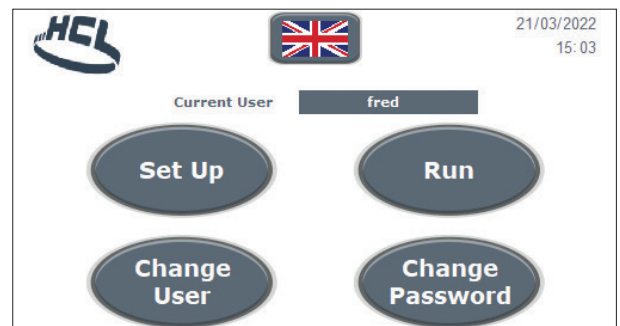 HCL
21/03/2022
15:03
Current User fred
Set Up
Run
Change
User
Change
Password